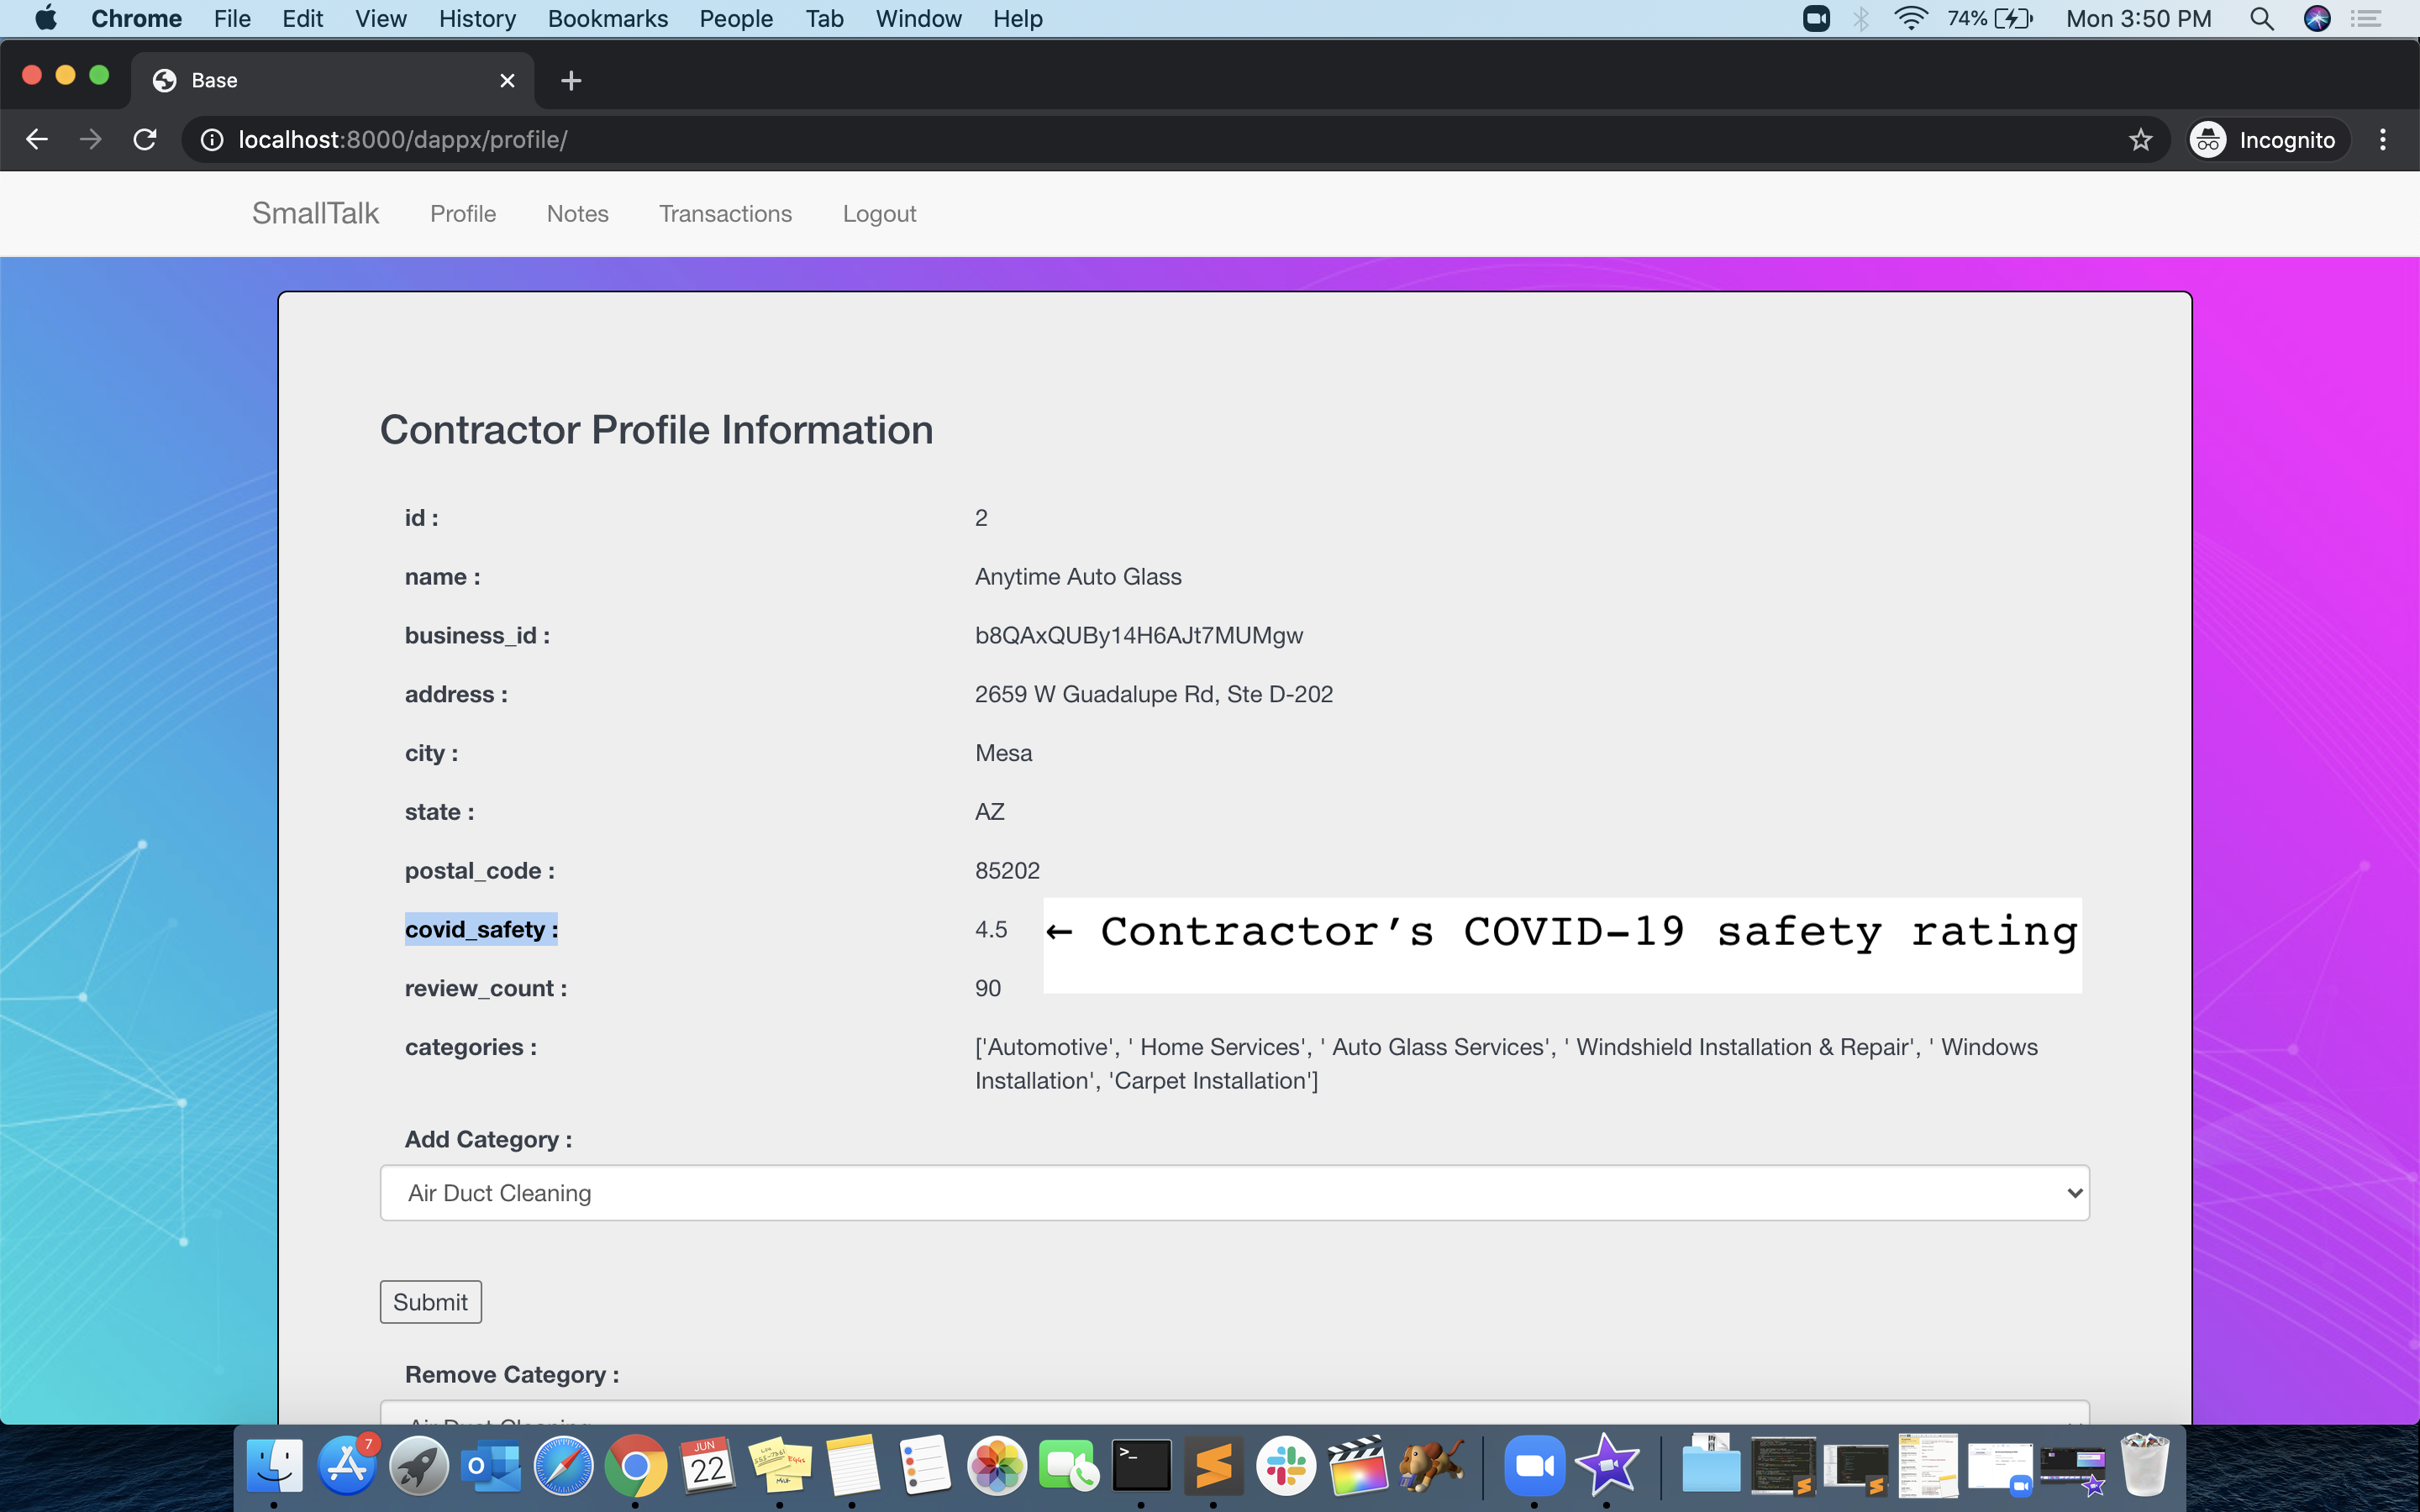 Chrome File Edit View History Bookmarks People Tab Window Help 74% Mon 3:50 PM
Base
localhost:8000/dappx/profile/ Incognito
SmallTalk Profile Notes Transactions Logout
Contractor Profile Information
id : 2
name : Anytime Auto Glass
business_id : b8QAxQUBy14H6AJt7MUMgw
address : 2659 W Guadalupe Rd, Ste D-202
city : Mesa
state : AZ
postal_code : 85202
covid_safety : 4.5 ← Contractor’s COVID-19 safety rating
review_count : 90
categories : ['Automotive', ' Home Services', ' Auto Glass Services', ' Windshield Installation & Repair', ' Windows
Installation', 'Carpet Installation']
Add Category :
Air Duct Cleaning
Submit
Remove Category :
Air Duct Cleaning
7
JUN
22